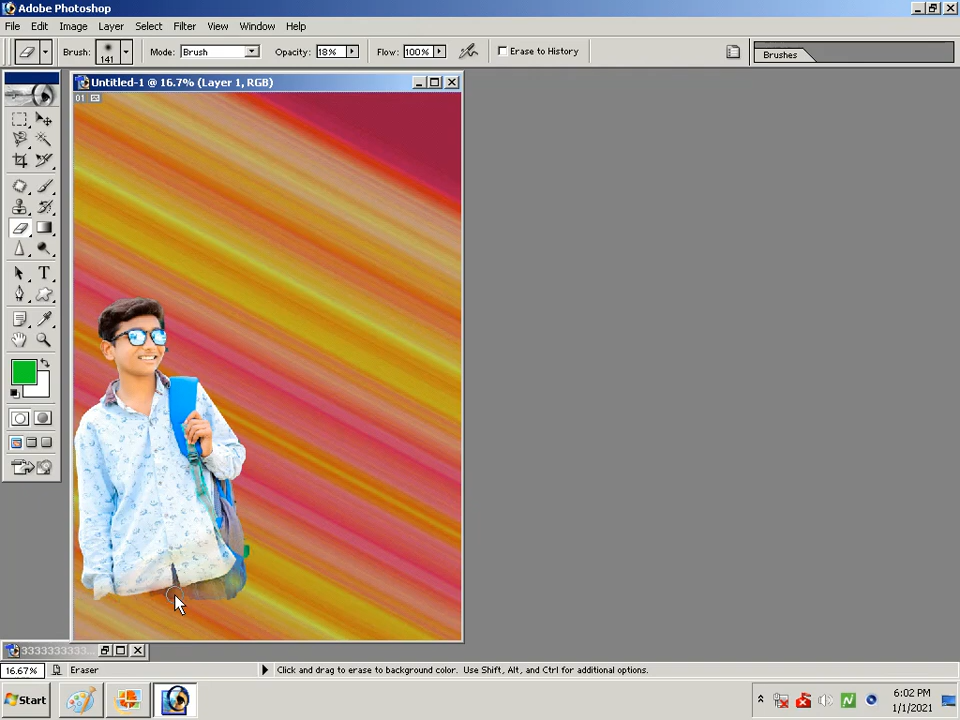 Adobe Photoshop
File Edit Image Layer Select Filter View Window Help
Brush: 141 Mode: Brush Opacity: 18% Flow: 100% Erase to History Brushes
Untitled-1 @ 16.7% (Layer 1, RGB)
01
T
3333333333...
16.67% Eraser Click and drag to erase to background color. Use Shift, Alt, and Ctrl for additional options.
Start 6:02 PM
1/1/2021